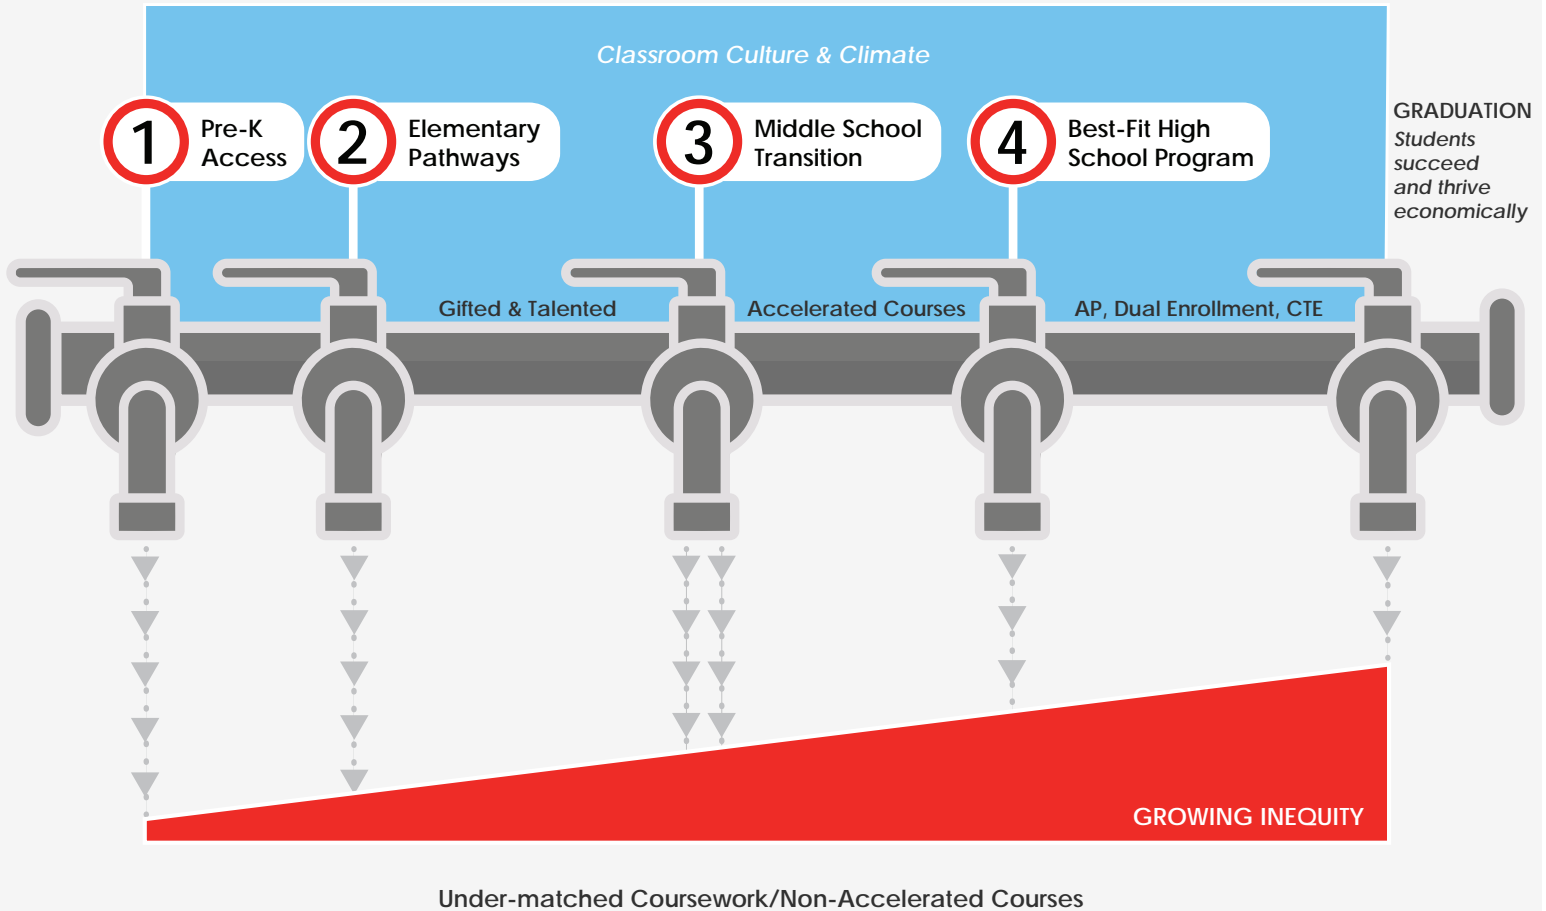 Classroom Culture & Climate
1
Pre-K
Access
2
Elementary
Pathways
3
Middle School
Transition
4
Best-Fit High
School Program
GRADUATION
Students
succeed
and thrive
economically
Gifted & Talented
Accelerated Courses
AP, Dual Enrollment, CTE
GROWING INEQUITY
Under-matched Coursework/Non-Accelerated Courses